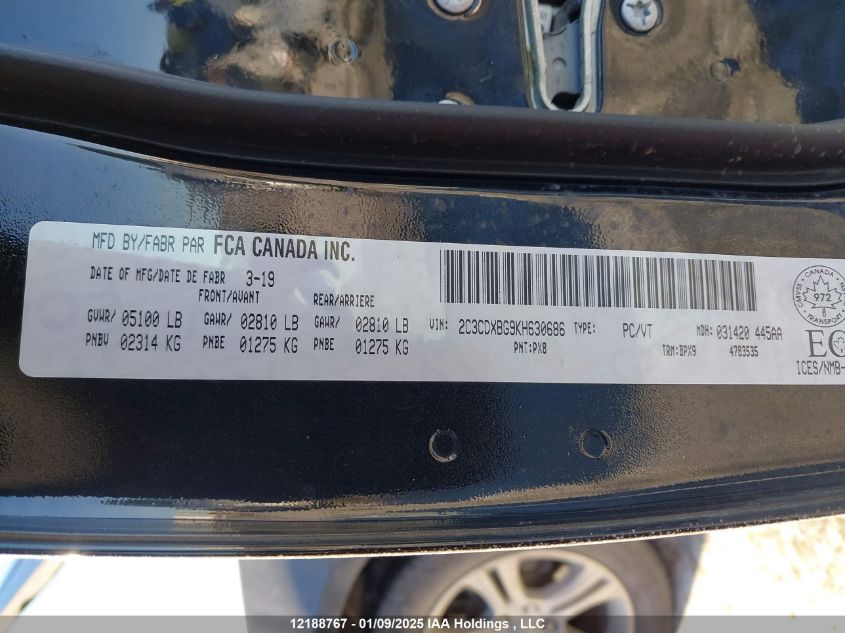 MFD BY/FABR PAR FCA CANADA INC.
DATE OF MFG/DATE DE FABR 3-19
FRONT/AVANT REAR/ARRIERE
GVWR/ 05100 LB GAWR/ 02810 LB GAWR/ 02810 LB
PNBV 02314 KG PNBE 01275 KG PNBE 01275 KG
VIN: 2C3CDXBG9KH630686 TYPE: PC/VT MDH: 031420 445AA
PNT:PX8 TRM:BPX9 4783535
CANADA
972
TRANSPORT
ICES/NMB-
12188767 - 01/09/2025 IAA Holdings , LLC